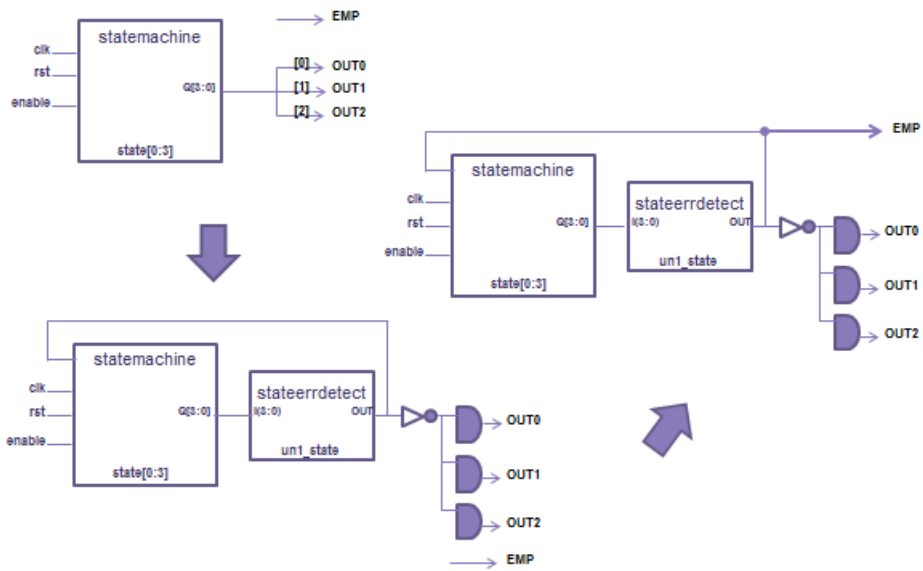 EMP
statemachine
clk
rst
enable
Q[3:0]
[0] OUT0
[1] OUT1
[2] OUT2
state[0:3]
EMP
statemachine
clk
rst
enable
Q[3:0]
state[0:3]
stateerrdetect
I(3:0)
OUT
un1_state
OUT0
OUT1
OUT2
statemachine
clk
rst
enable
Q[3:0]
state[0:3]
stateerrdetect
I(3:0)
OUT
un1_state
OUT0
OUT1
OUT2
EMP